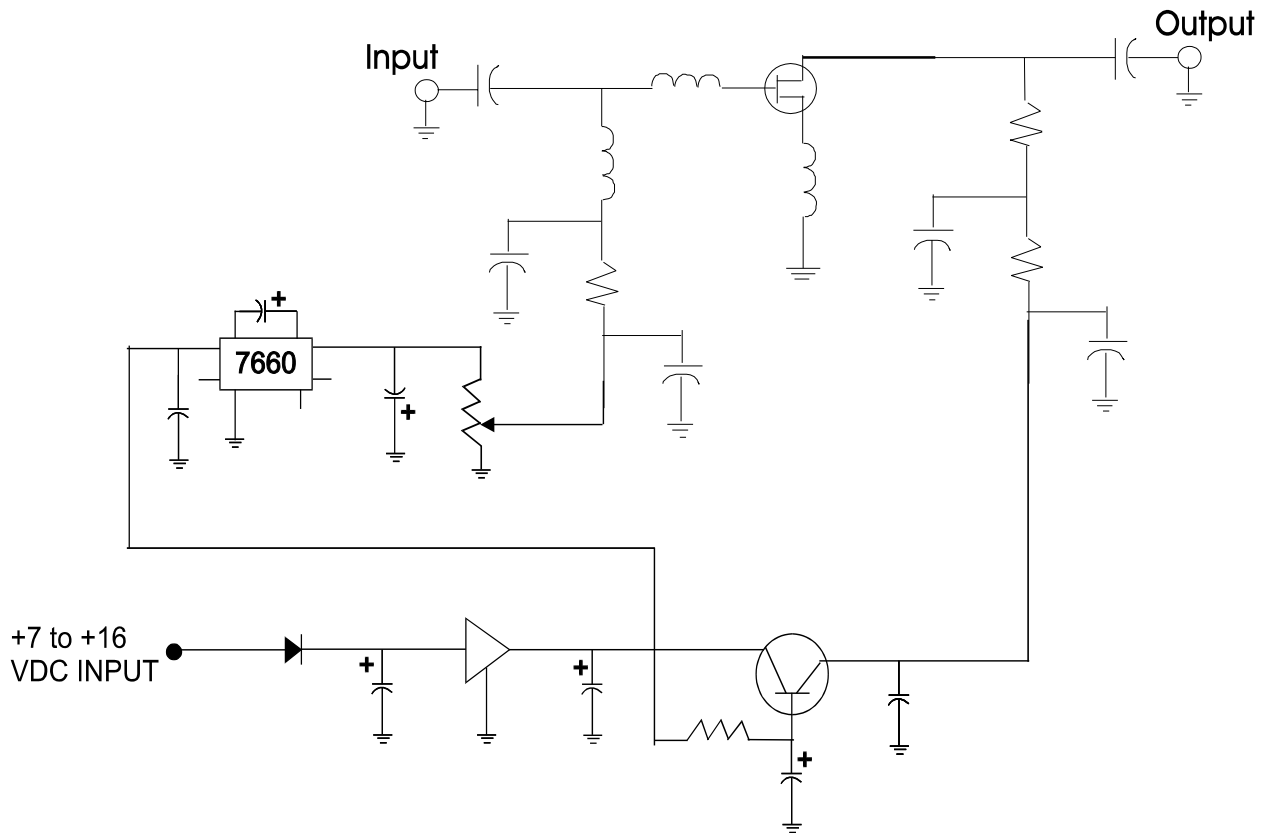 Output
Input
+
7660
+
+7 to +16
VDC INPUT
+
+
+